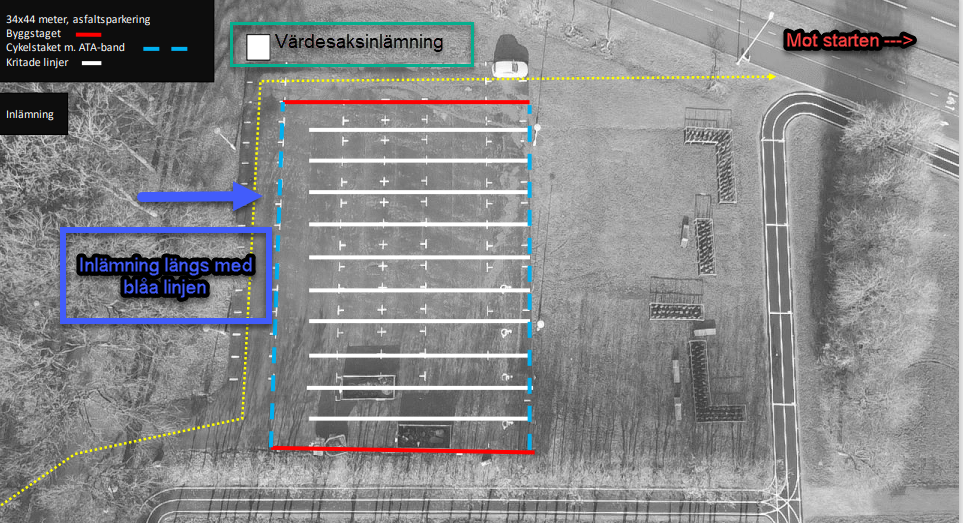 34x44 meter, asfaltsparkering
Byggstaget
Cykelstaket m. ATA-band
Kritade linjer
Inlämning
Värdesaksinlämning
Mot starten --->
Inlämning längs med
blåa linjen